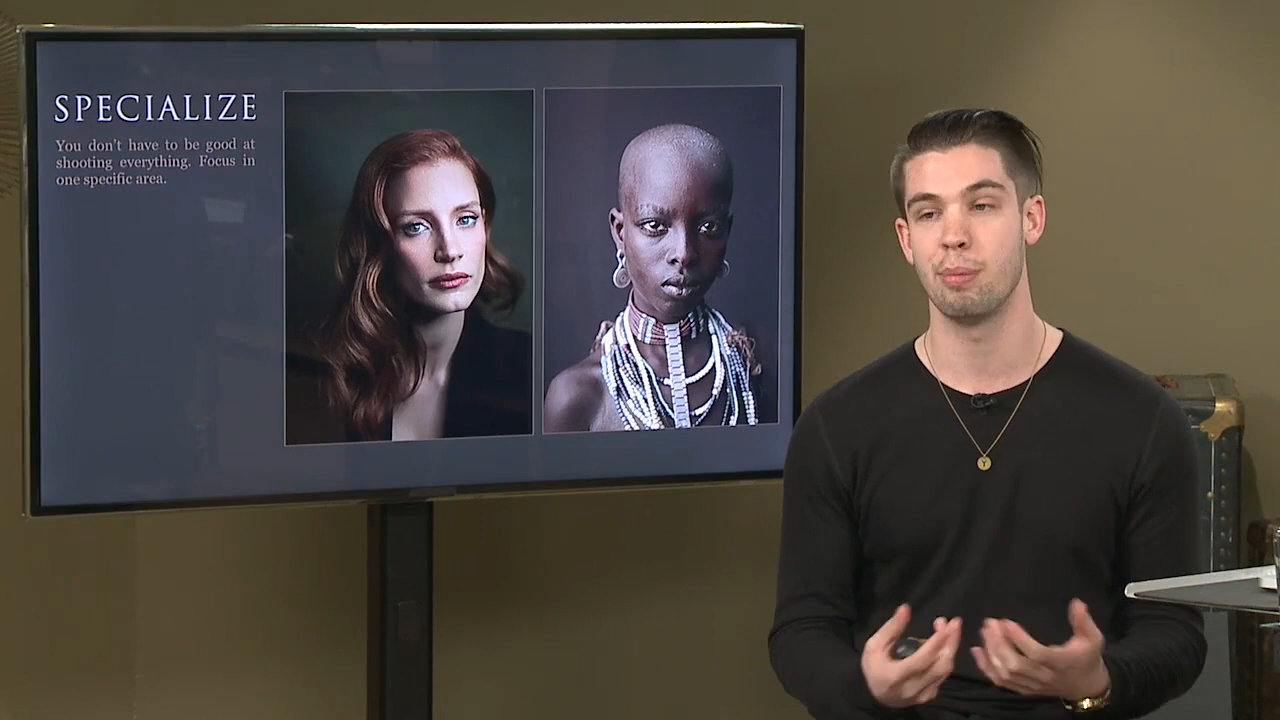 SPECIALIZE
You don't have to be good at
shooting everything. Focus in
one specific area.